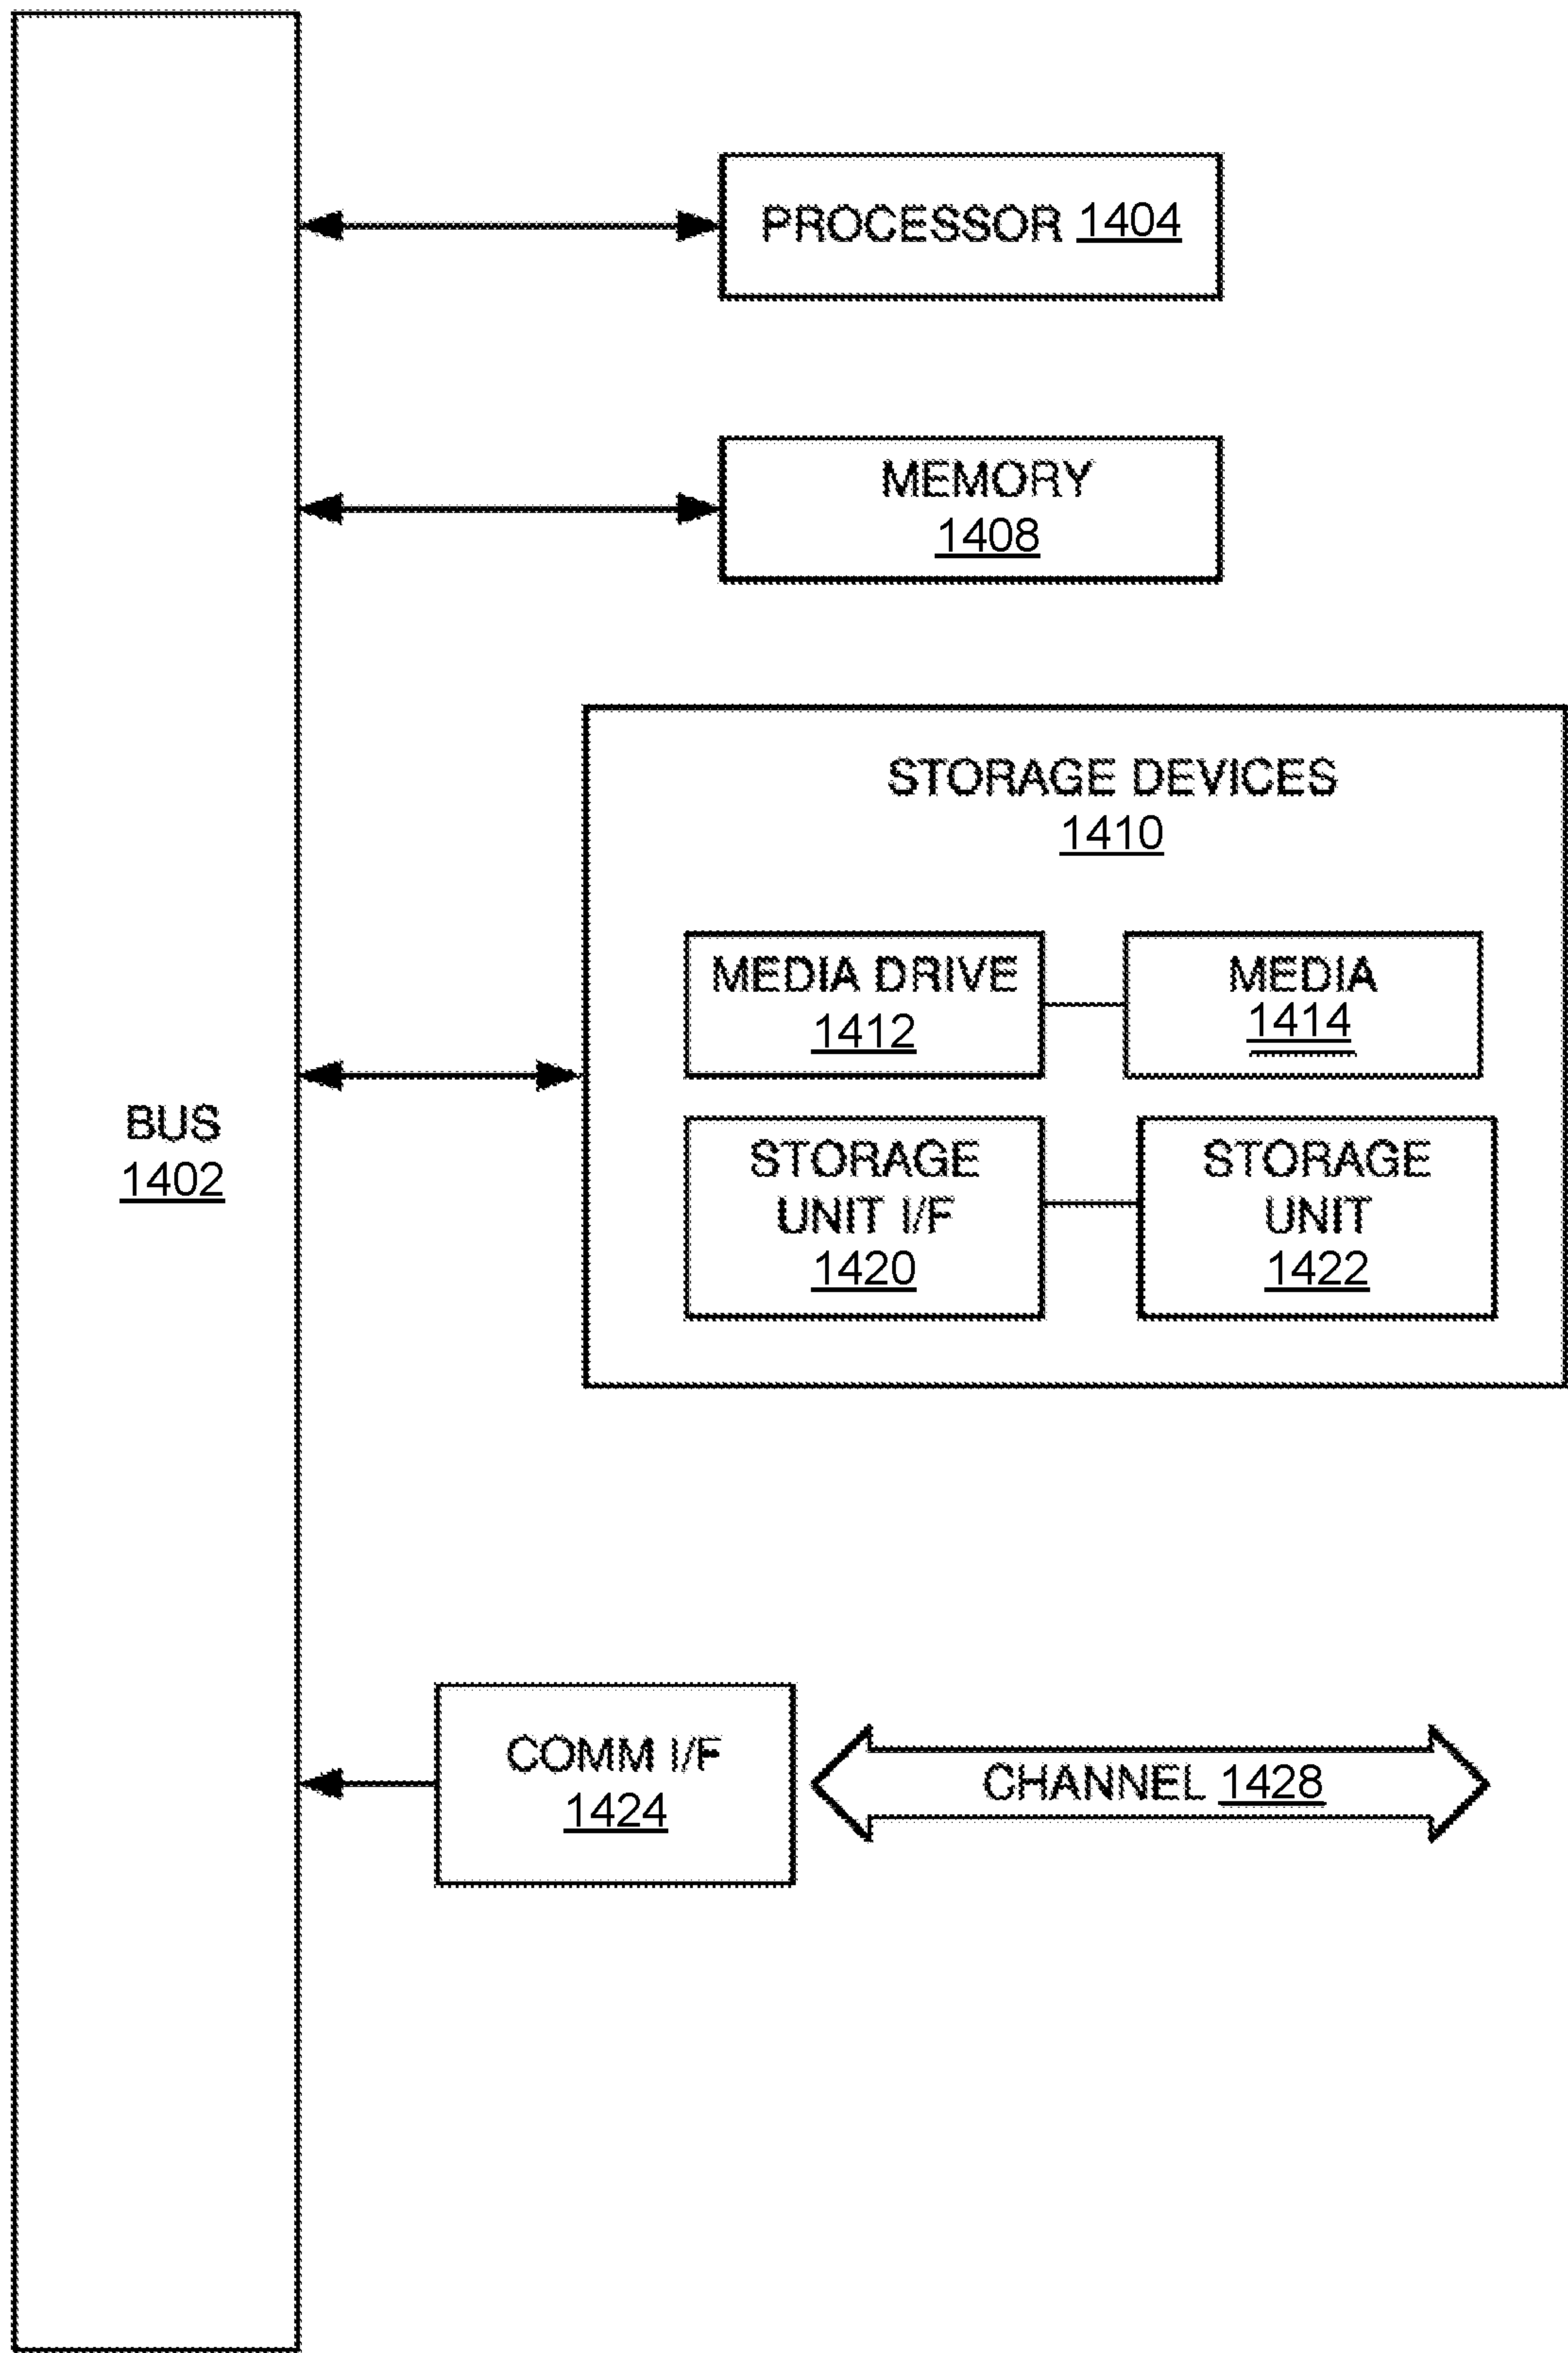 PROCESSOR 1404
MEMORY
1408
STORAGE DEVICES
1410
MEDIA DRIVE
1412
MEDIA
1414
BUS
1402
STORAGE
UNIT I/F
1420
STORAGE
UNIT
1422
COMM I/F
1424
CHANNEL 1428